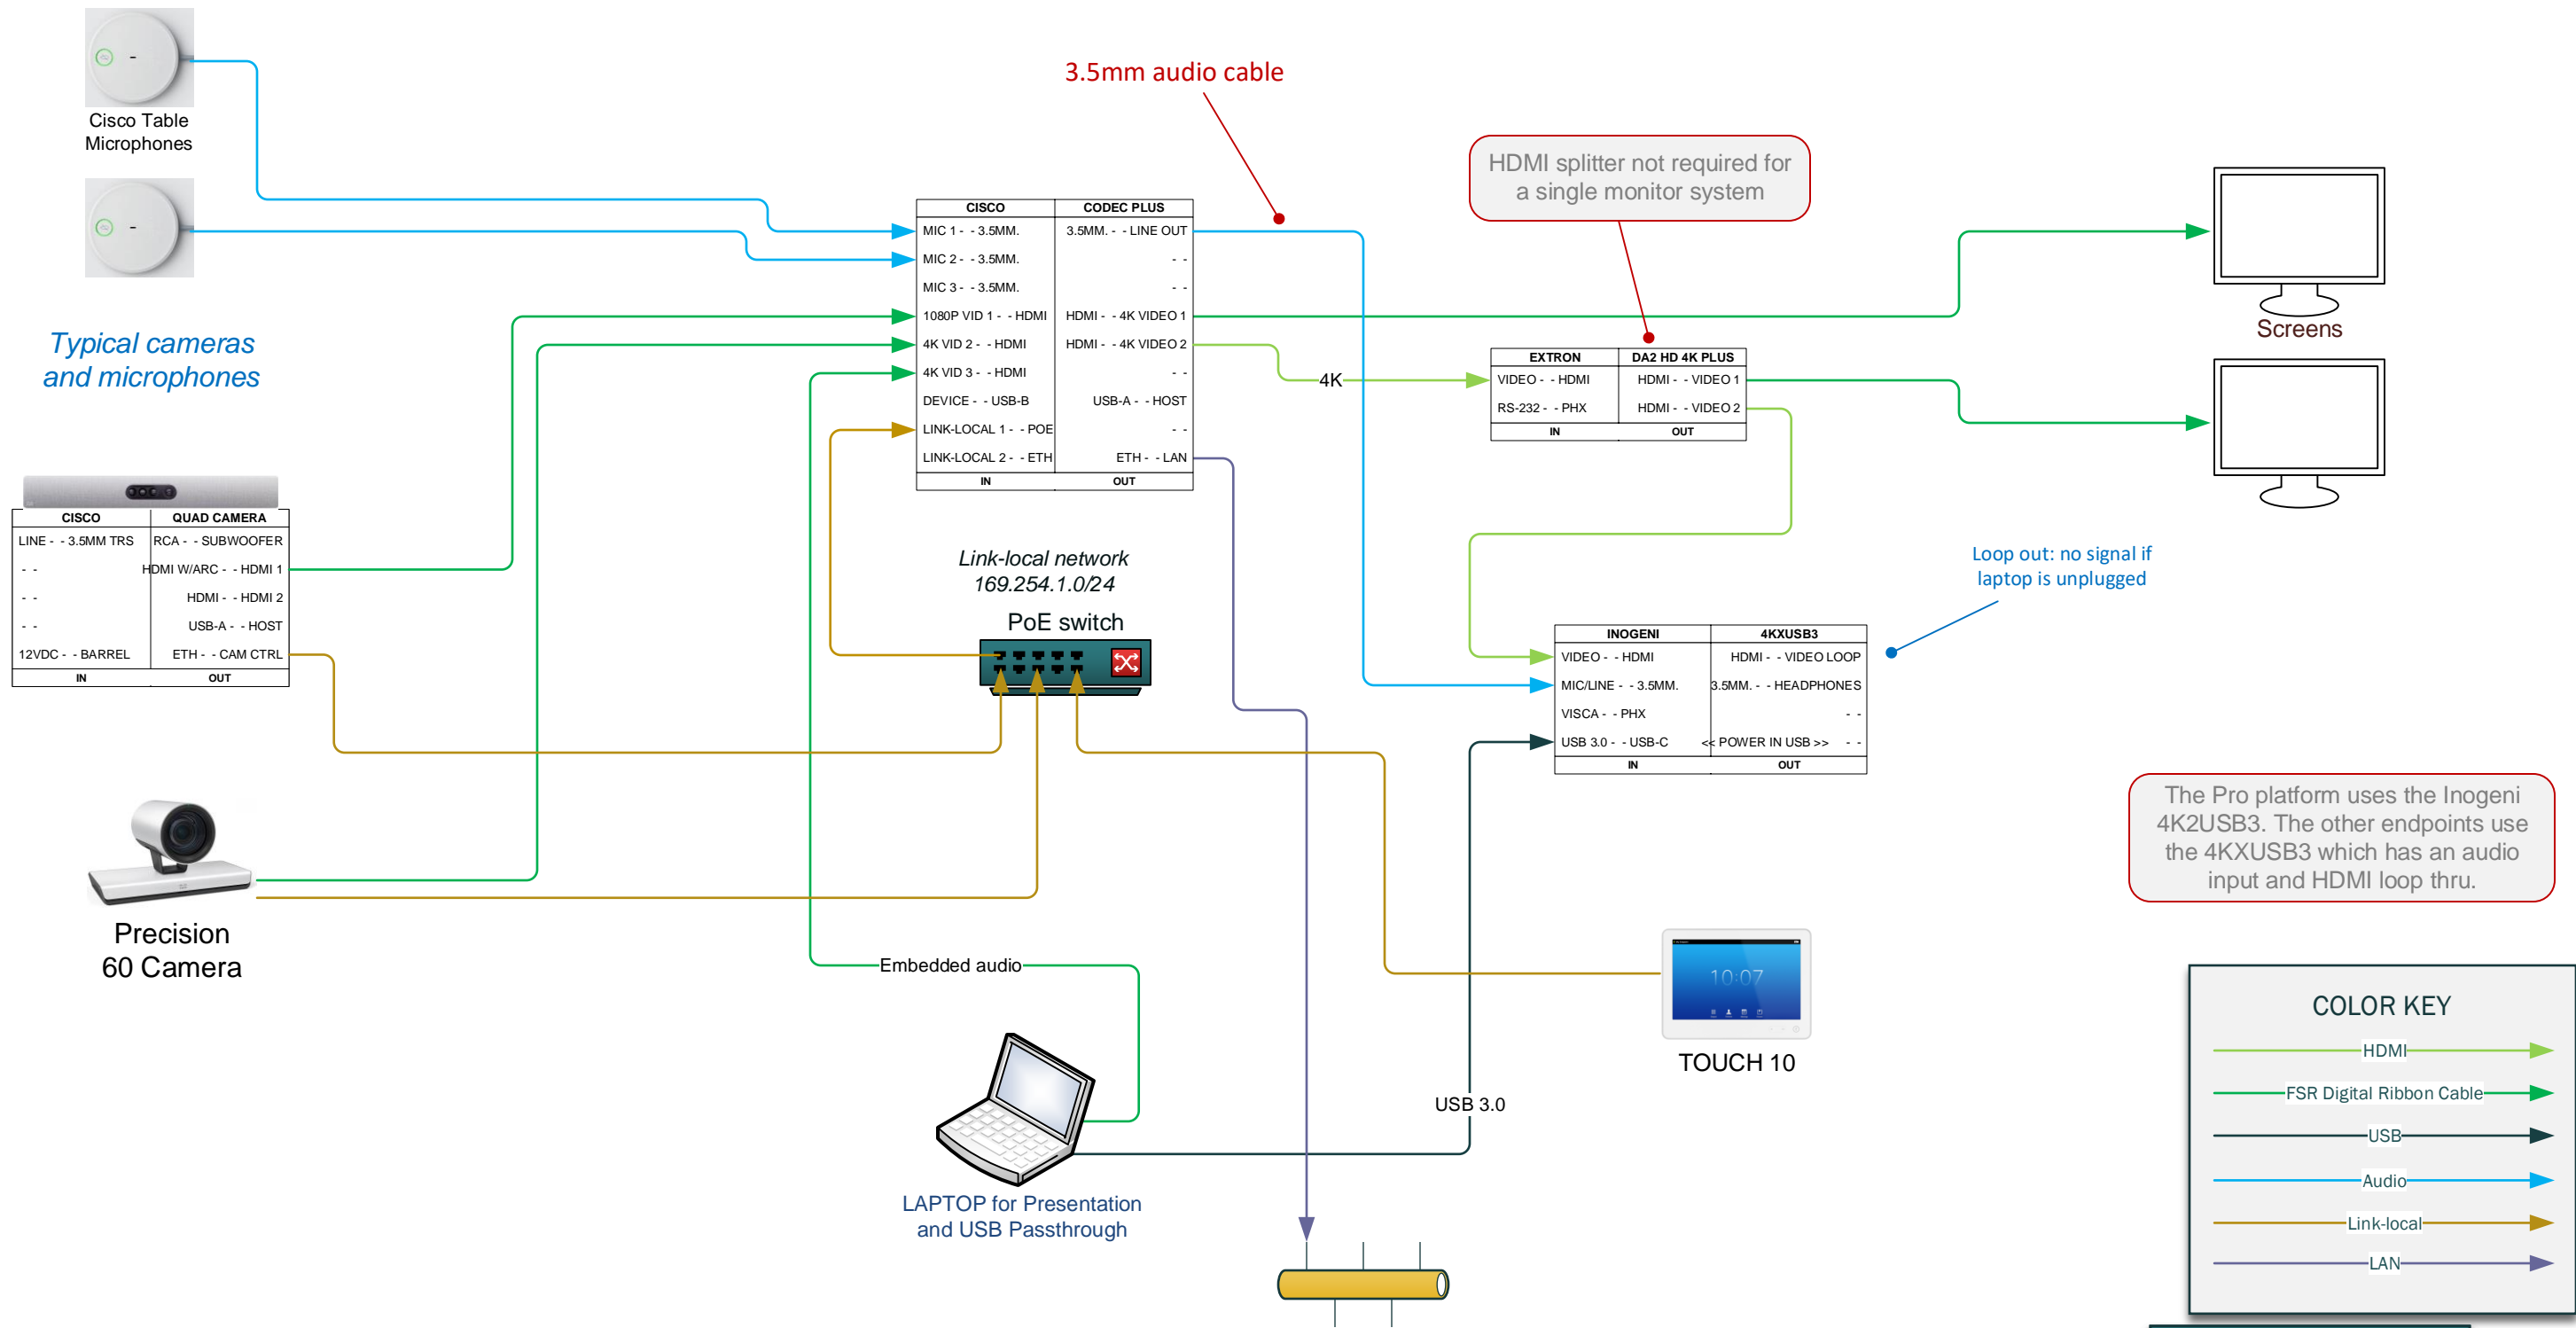 Cisco Table
Microphones
Typical cameras
and microphones
3.5mm audio cable
HDMI splitter not required for
a single monitor system
CISCO CODEC PLUS
MIC 1 - - 3.5MM. 3.5MM. - - LINE OUT
MIC 2 - - 3.5MM. - -
MIC 3 - - 3.5MM. - -
1080P VID 1 - - HDMI HDMI - - 4K VIDEO 1
4K VID 2 - - HDMI HDMI - - 4K VIDEO 2
4K VID 3 - - HDMI - -
DEVICE - - USB-B USB-A - - HOST
LINK-LOCAL 1 - - POE - -
LINK-LOCAL 2 - - ETH ETH - - LAN
IN OUT
4K
EXTRON DA2 HD 4K PLUS
VIDEO - - HDMI HDMI - - VIDEO 1
RS-232 - - PHX HDMI - - VIDEO 2
IN OUT
Screens
CISCO QUAD CAMERA
LINE - - 3.5MM TRS RCA - - SUBWOOFER
- - HDMI W/ARC - - HDMI 1
- - HDMI - - HDMI 2
- - USB-A - - HOST
12VDC - - BARREL ETH - - CAM CTRL
IN OUT
Link-local network
169.254.1.0/24
PoE switch
Loop out: no signal if
laptop is unplugged
INOGENI 4KXUSB3
VIDEO - - HDMI HDMI - - VIDEO LOOP
MIC/LINE - - 3.5MM. 3.5MM. - - HEADPHONES
VISCA - - PHX - -
USB 3.0 - - USB-C << POWER IN USB >> - -
IN OUT
The Pro platform uses the Inogeni
4K2USB3. The other endpoints use
the 4KXUSB3 which has an audio
input and HDMI loop thru.
Precision
60 Camera
Embedded audio
10:07
TOUCH 10
USB 3.0
LAPTOP for Presentation
and USB Passthrough
COLOR KEY
HDMI
FSR Digital Ribbon Cable
USB
Audio
Link-local
LAN